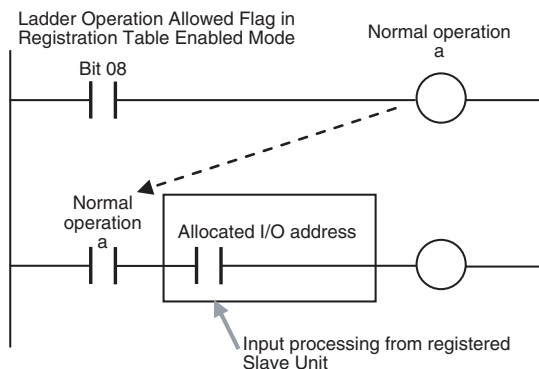 Ladder Operation Allowed Flag in
Registration Table Enabled Mode
Normal operation
a
Bit 08
Normal
operation
a
Allocated I/O address
Input processing from registered
Slave Unit